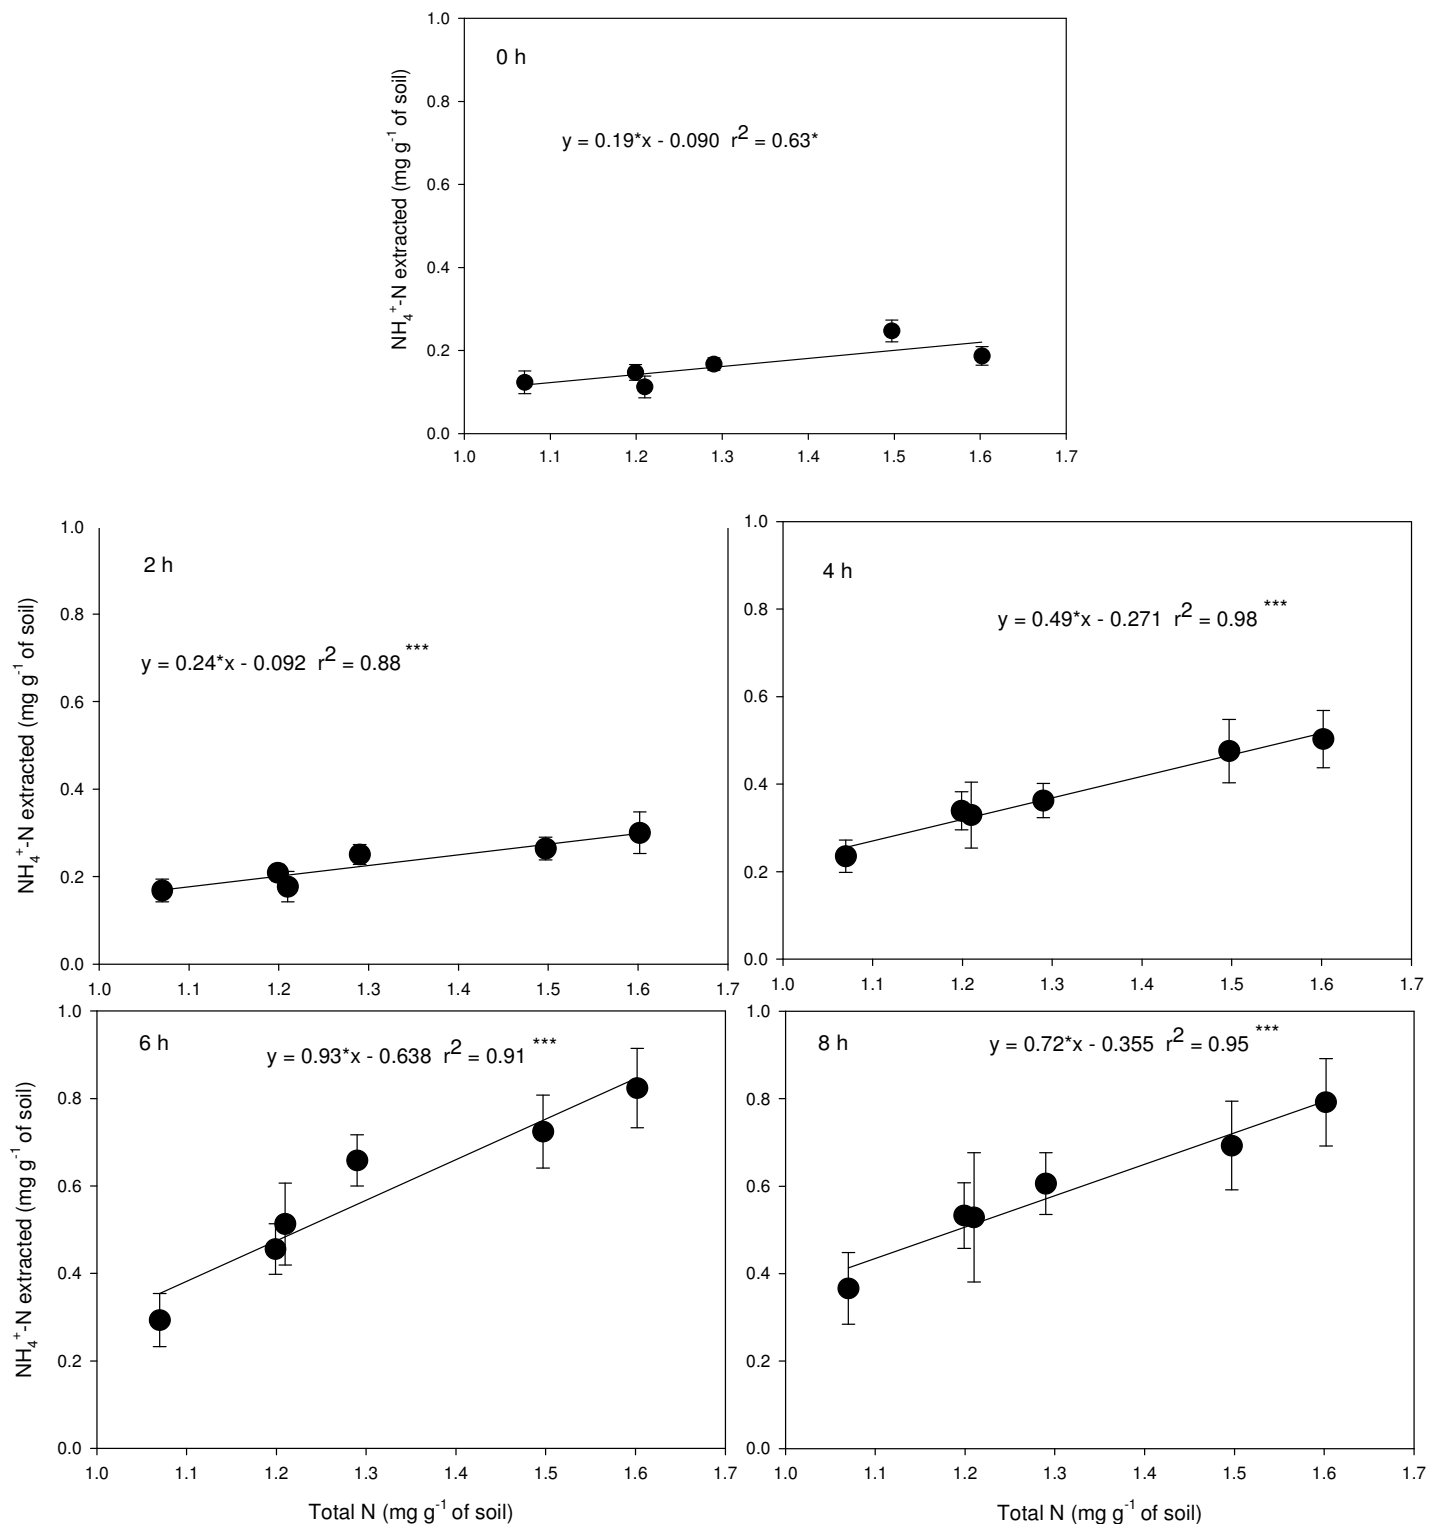 1.0
0 h
0.8
y = 0.19*x - 0.090 r² = 0.63*
0.6
0.4
0.2
0.0
1.0 1.1 1.2 1.3 1.4 1.5 1.6 1.7
NH₄⁺-N extracted (mg g⁻¹ of soil)
1.0
2 h
0.8
y = 0.24*x - 0.092 r² = 0.88 ***
0.6
0.4
0.2
0.0
1.0 1.1 1.2 1.3 1.4 1.5 1.6 1.7
NH₄⁺-N extracted (mg g⁻¹ of soil)
1.0
4 h
y = 0.49*x - 0.271 r² = 0.98 ***
0.8
0.6
0.4
0.2
0.0
1.0 1.1 1.2 1.3 1.4 1.5 1.6 1.7
1.0
6 h
y = 0.93*x - 0.638 r² = 0.91 ***
0.8
0.6
0.4
0.2
0.0
1.0 1.1 1.2 1.3 1.4 1.5 1.6 1.7
NH₄⁺-N extracted (mg g⁻¹ of soil)
Total N (mg g⁻¹ of soil)
1.0
8 h
y = 0.72*x - 0.355 r² = 0.95 ***
0.8
0.6
0.4
0.2
0.0
1.0 1.1 1.2 1.3 1.4 1.5 1.6 1.7
Total N (mg g⁻¹ of soil)